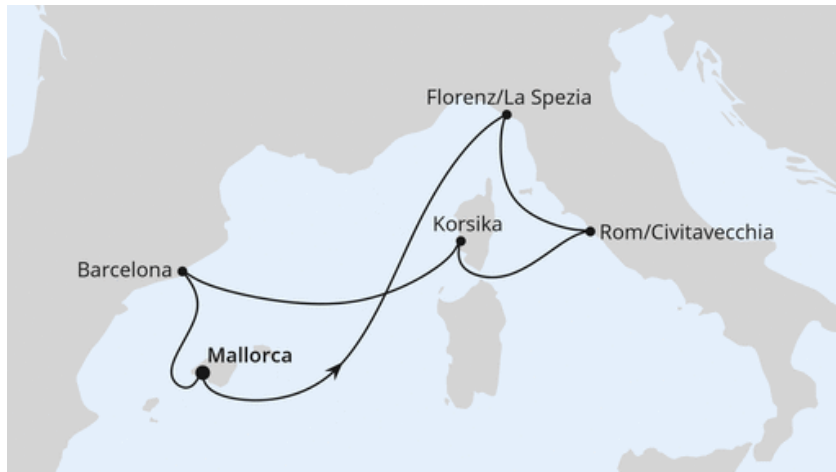 Florenz/La Spezia
Korsika
Rom/Civitavecchia
Barcelona
Mallorca